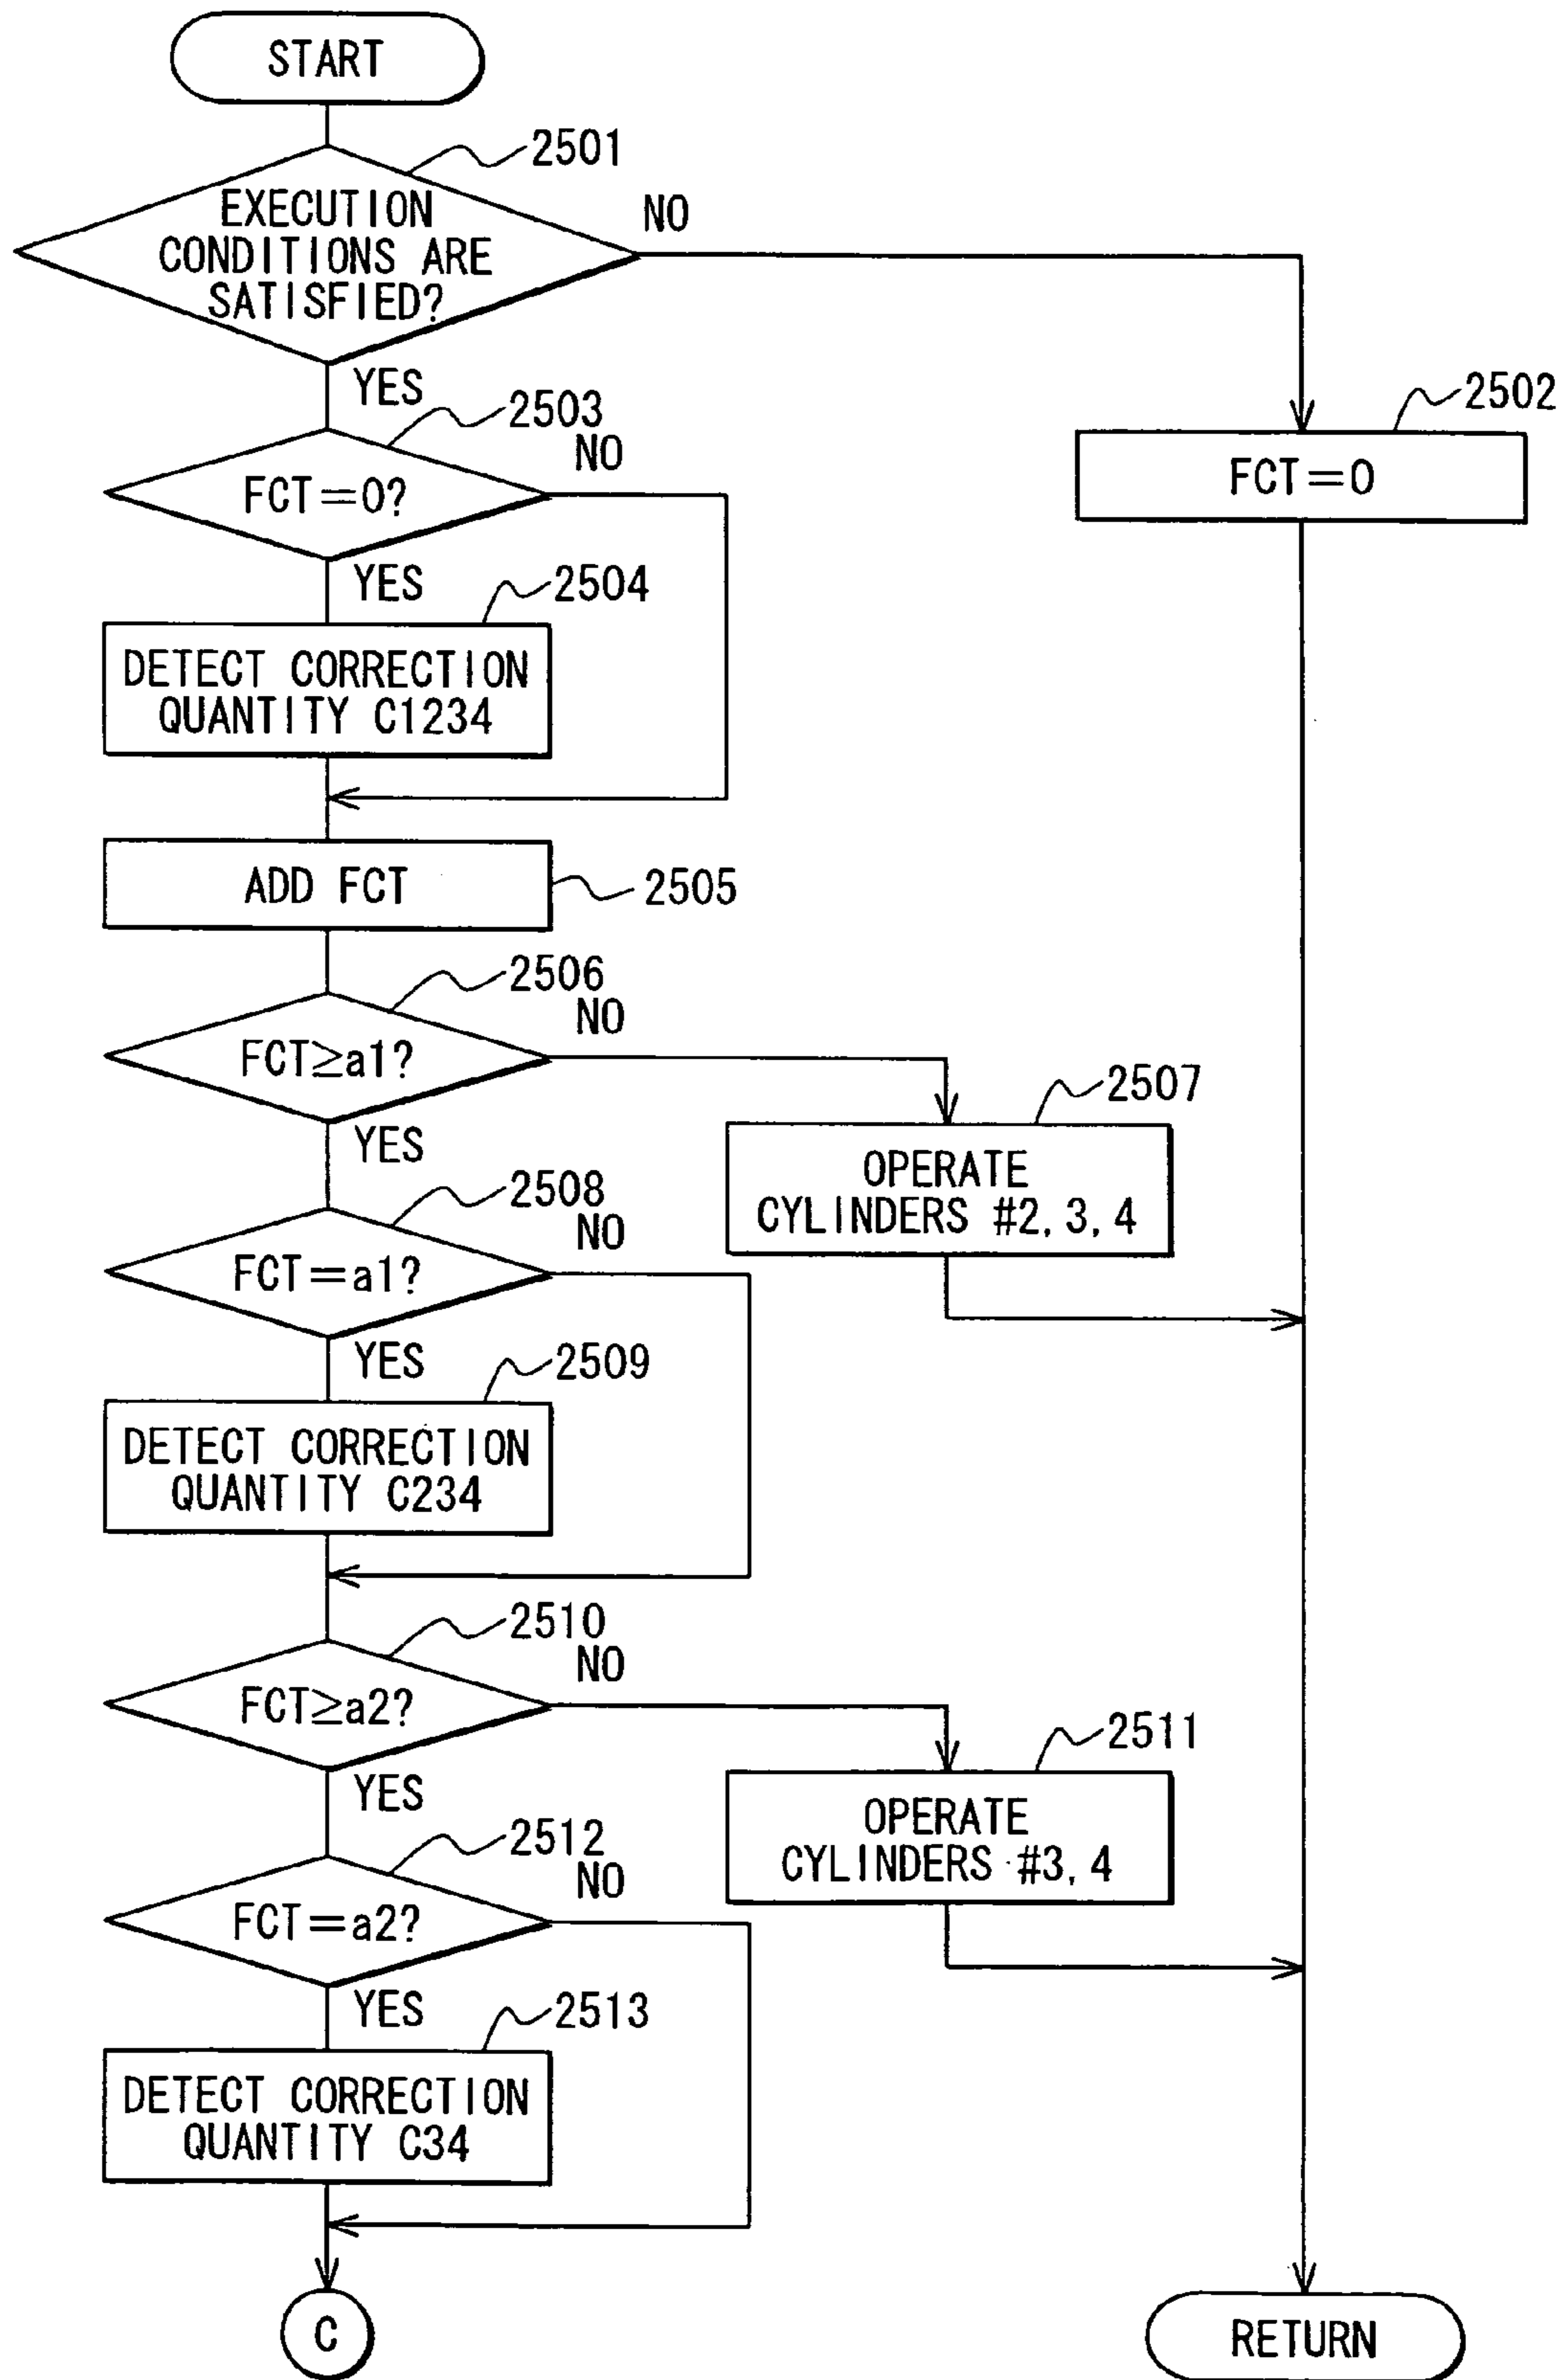 START
2501
EXECUTION
CONDITIONS ARE
SATISFIED?
NO
YES
2502
FCT=0
2503
NO
FCT=0?
YES
2504
DETECT CORRECTION
QUANTITY C1234
ADD FCT
2505
2506
NO
FCT≥a1?
YES
2507
OPERATE
CYLINDERS #2, 3, 4
2508
NO
FCT=a1?
YES
2509
DETECT CORRECTION
QUANTITY C234
2510
NO
FCT≥a2?
YES
2511
OPERATE
CYLINDERS #3, 4
2512
NO
FCT=a2?
YES
2513
DETECT CORRECTION
QUANTITY C34
C
RETURN